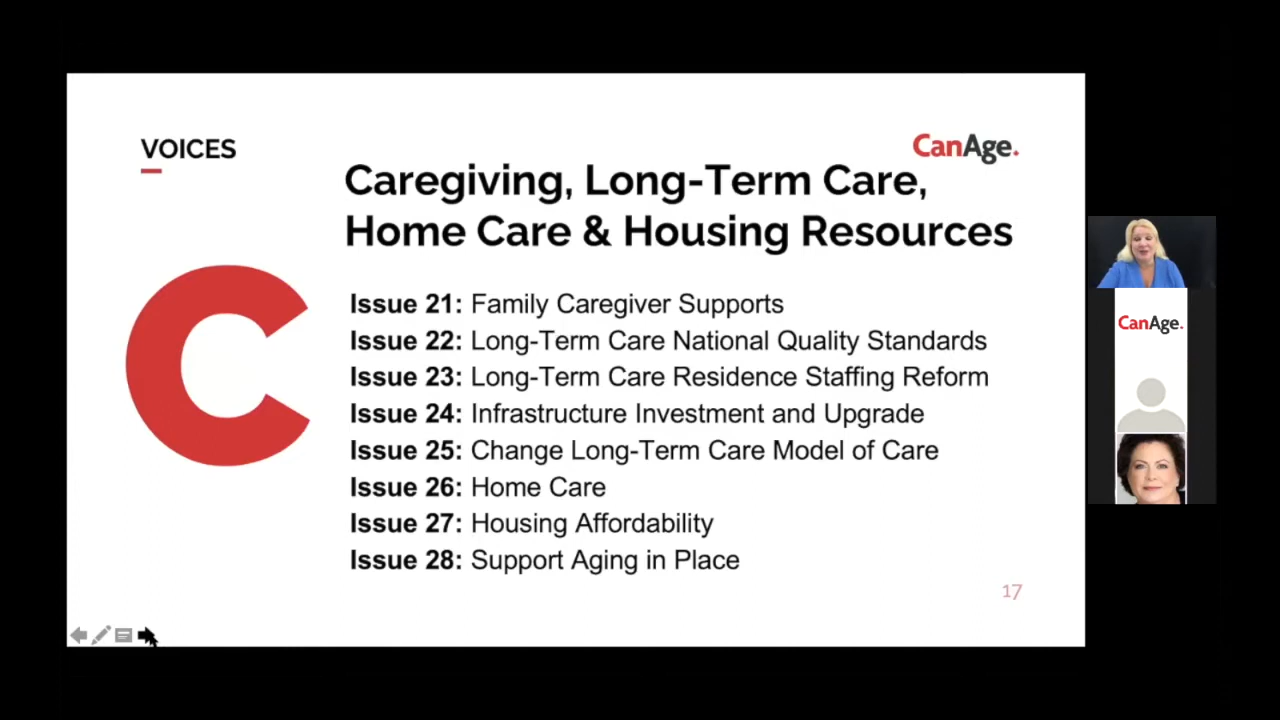 VOICES
CanAge.
Caregiving, Long-Term Care,
Home Care & Housing Resources
C
Issue 21: Family Caregiver Supports
Issue 22: Long-Term Care National Quality Standards
Issue 23: Long-Term Care Residence Staffing Reform
Issue 24: Infrastructure Investment and Upgrade
Issue 25: Change Long-Term Care Model of Care
Issue 26: Home Care
Issue 27: Housing Affordability
Issue 28: Support Aging in Place
17
CanAge.